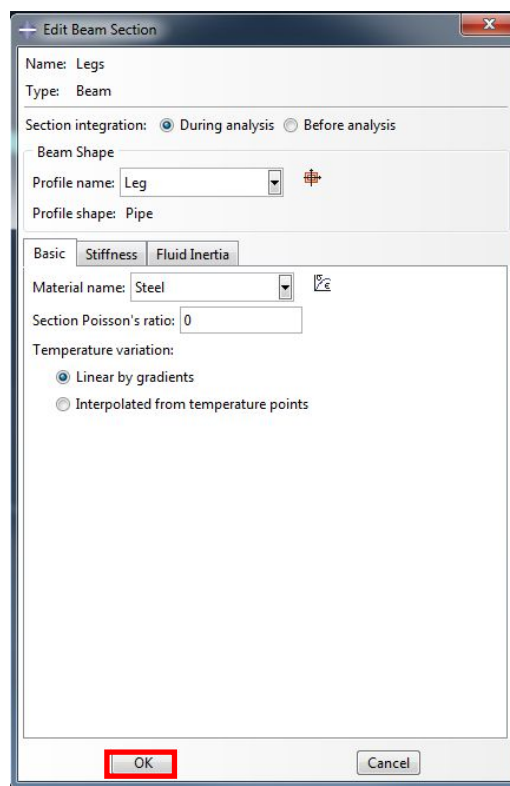 Edit Beam Section
Name: Legs
Type: Beam
Section integration: During analysis Before analysis
Beam Shape
Profile name: Leg
Profile shape: Pipe
Basic Stiffness Fluid Inertia
Material name: Steel
Section Poisson's ratio: 0
Temperature variation:
Linear by gradients
Interpolated from temperature points
OK Cancel